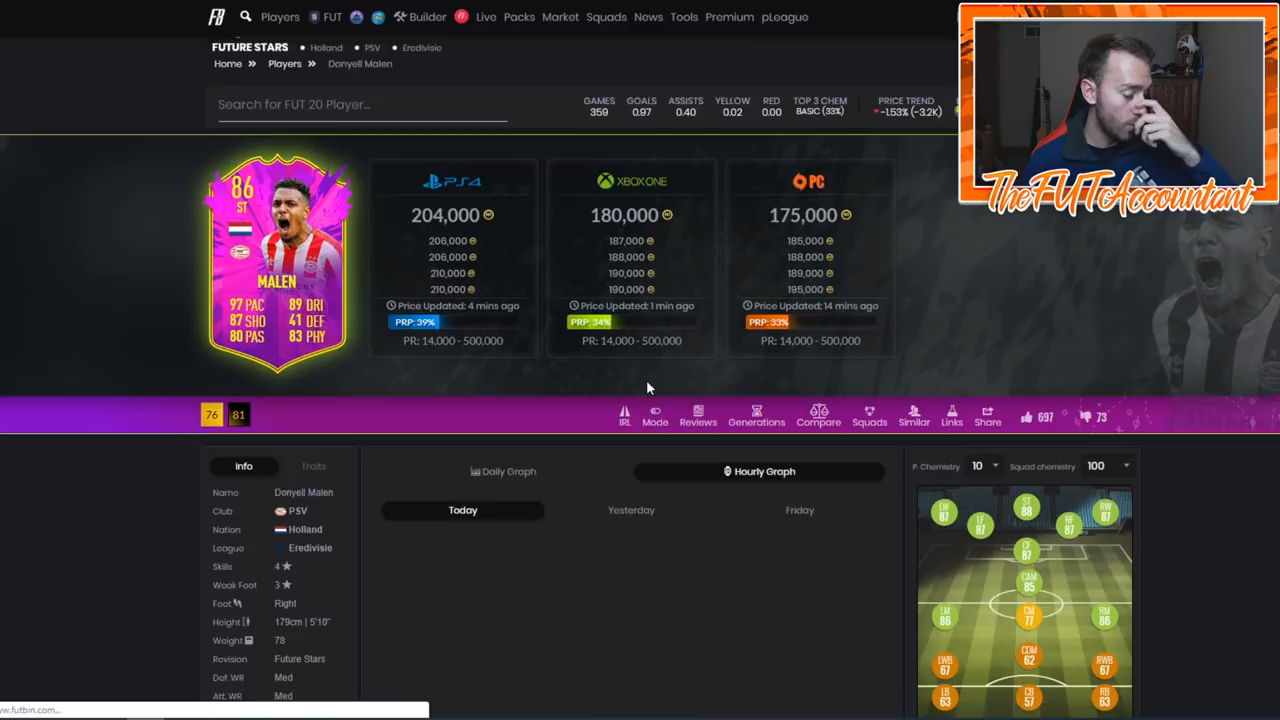 Players FUT Builder Live Packs Market Squads News Tools Premium pLeague
FUTURE STARS • Holland • PSV • Eredivisie
Home » Players » Donyell Malen
Search for FUT 20 Player...
GAMES GOALS ASSISTS YELLOW RED TOP 3 CHEM PRICE TREND
359 0.97 0.40 0.02 0.00 BASIC (33%) -1.53% (-3.2K)
TheFUTAccountant
86
ST
MALEN
97 PAC 89 DRI
87 SHO 41 DEF
80 PAS 83 PHY
PS4
204,000
206,000
206,000
210,000
210,000
Price Updated: 4 mins ago
PRP: 39%
PR: 14,000 - 500,000
XBOX ONE
180,000
187,000
188,000
190,000
190,000
Price Updated: 1 min ago
PRP: 34%
PR: 14,000 - 500,000
PC
175,000
185,000
188,000
189,000
195,000
Price Updated: 14 mins ago
PRP: 33%
PR: 14,000 - 500,000
76 81
IRL Mode Reviews Generations Compare Squads Similar Links Share 697 73
Info Traits
Name Donyell Malen
Club PSV
Nation Holland
League Eredivisie
Skills 4
Weak Foot 3
Foot Right
Height 179cm | 5'10"
Weight 78
Revision Future Stars
Def. WR Med
Att. WR Med
Daily Graph Hourly Graph
Today Yesterday Friday
P. Chemistry 10 Squad chemistry 100
LW 87
ST 88
RW 87
LF 87
RF 87
CF 87
CAM 85
LM 86
CM 77
RM 86
CDM 62
LWB 67
RWB 67
LB 63
CB 57
RB 63